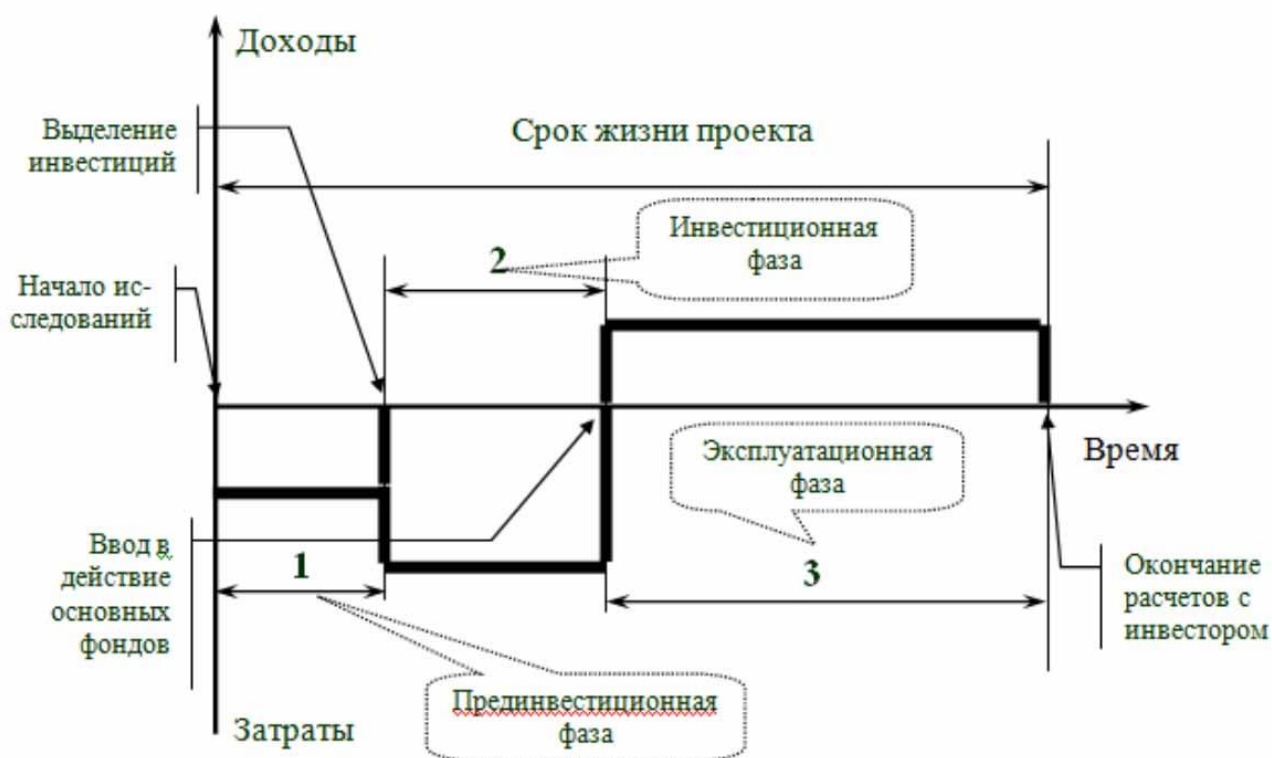 Доходы
Выделение
инвестиций
Срок жизни проекта
Инвестиционная
фаза
2
Начало ис-
следований
Время
Эксплуатационная
фаза
Ввод в
действие
основных
фондов
1
3
Окончание
расчетов с
инвестором
Прединвестиционная
фаза
Затраты